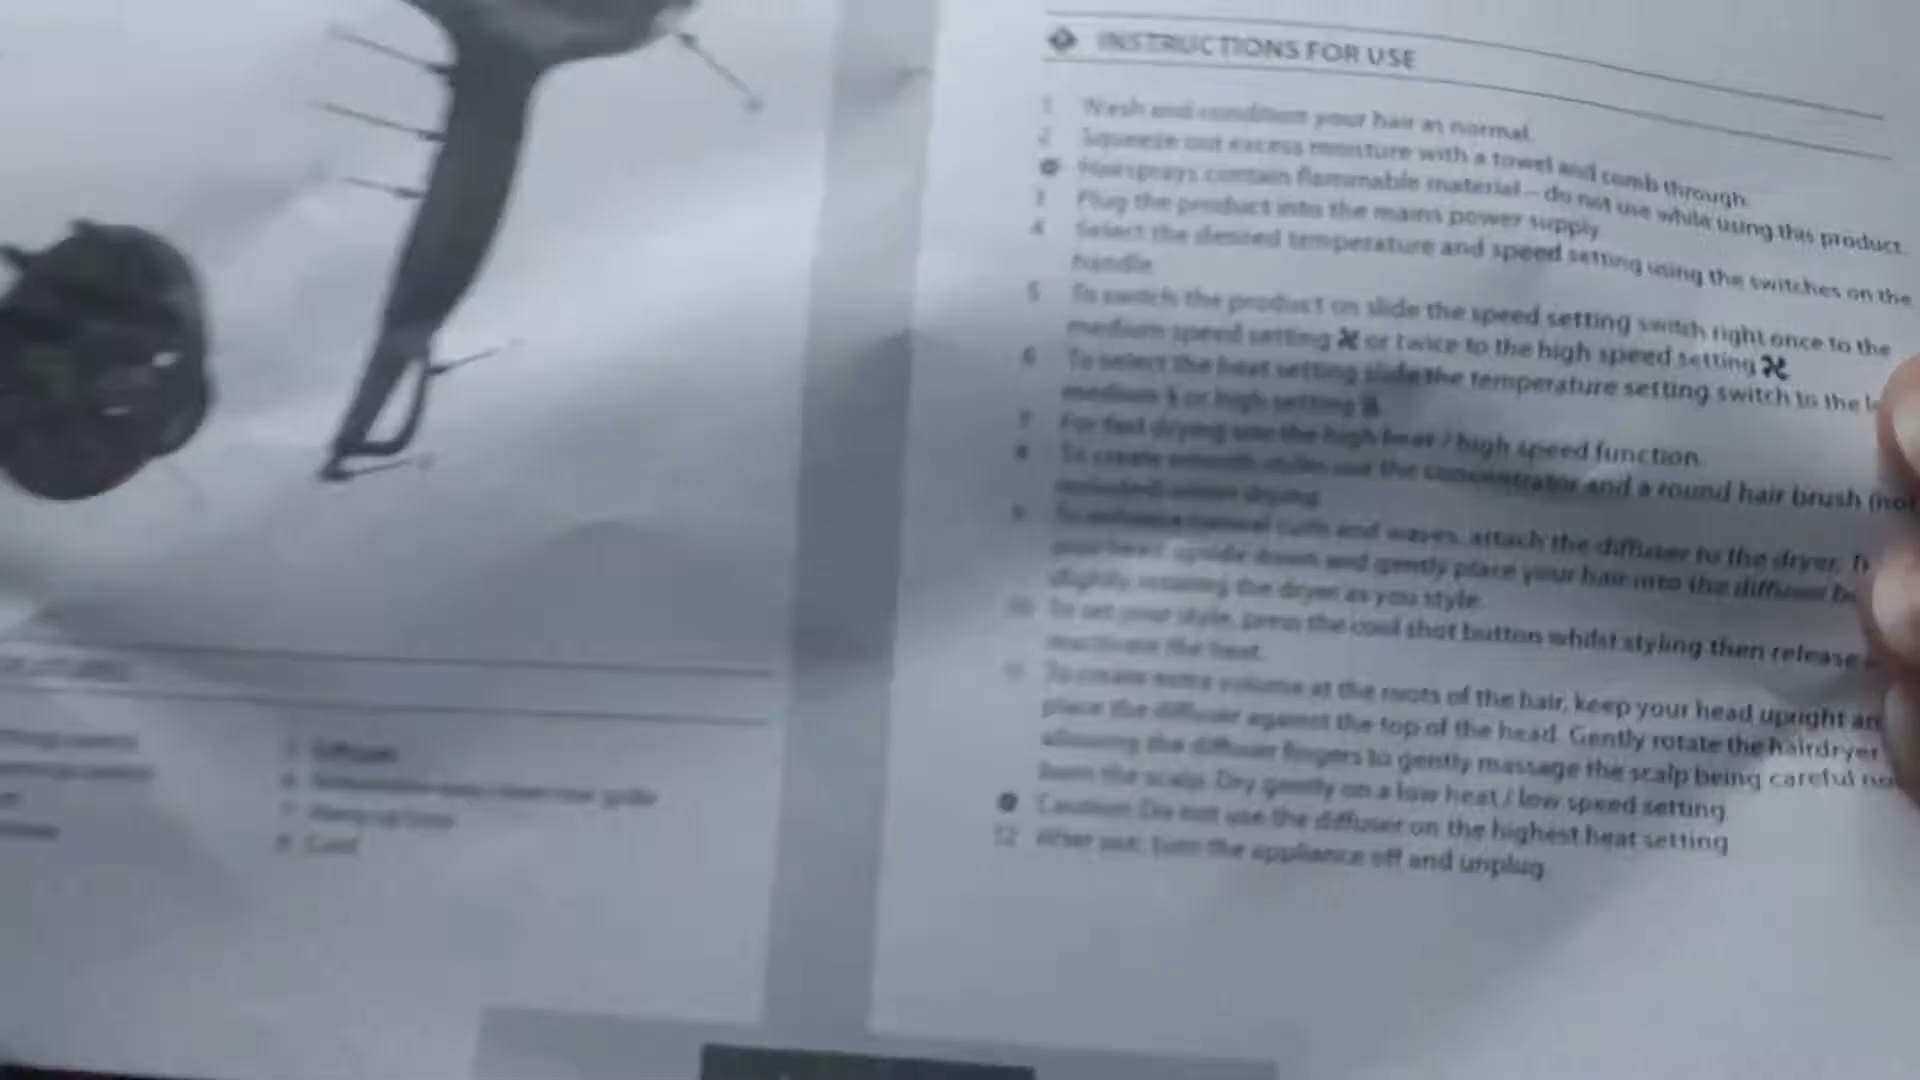 INSTRUCTIONS FOR USE
1 Wash and condition your hair as normal.
2 Squeeze out excess moisture with a towel and comb through.
Hairsprays contain flammable material – do not use while using this product.
3 Plug the product into the mains power supply
4 Select the desired temperature and speed setting using the switches on the
handle
5 To switch the product on slide the speed setting switch right once to the
medium speed setting or twice to the high speed setting
6 To select the heat setting slide the temperature setting switch to the
medium or high setting
7 For fast drying use the high heat / high speed function.
8 To create smooth styles use the concentrator and a round hair brush (not
included) when drying
9 To enhance natural curls and waves, attach the diffuser to the dryer.
your head upside down and gently place your hair into the diffuser
slightly rotating the dryer as you style.
10 To set your style, press the cool shot button whilst styling then release
reactivate the heat.
11 To create extra volume at the roots of the hair, keep your head upright
place the diffuser against the top of the head. Gently rotate the hairdryer
allowing the diffuser fingers to gently massage the scalp being careful
burn the scalp. Dry gently on a low heat / low speed setting
Caution: Do not use the diffuser on the highest heat setting
12 After use, turn the appliance off and unplug
Diffuser
8 Cord